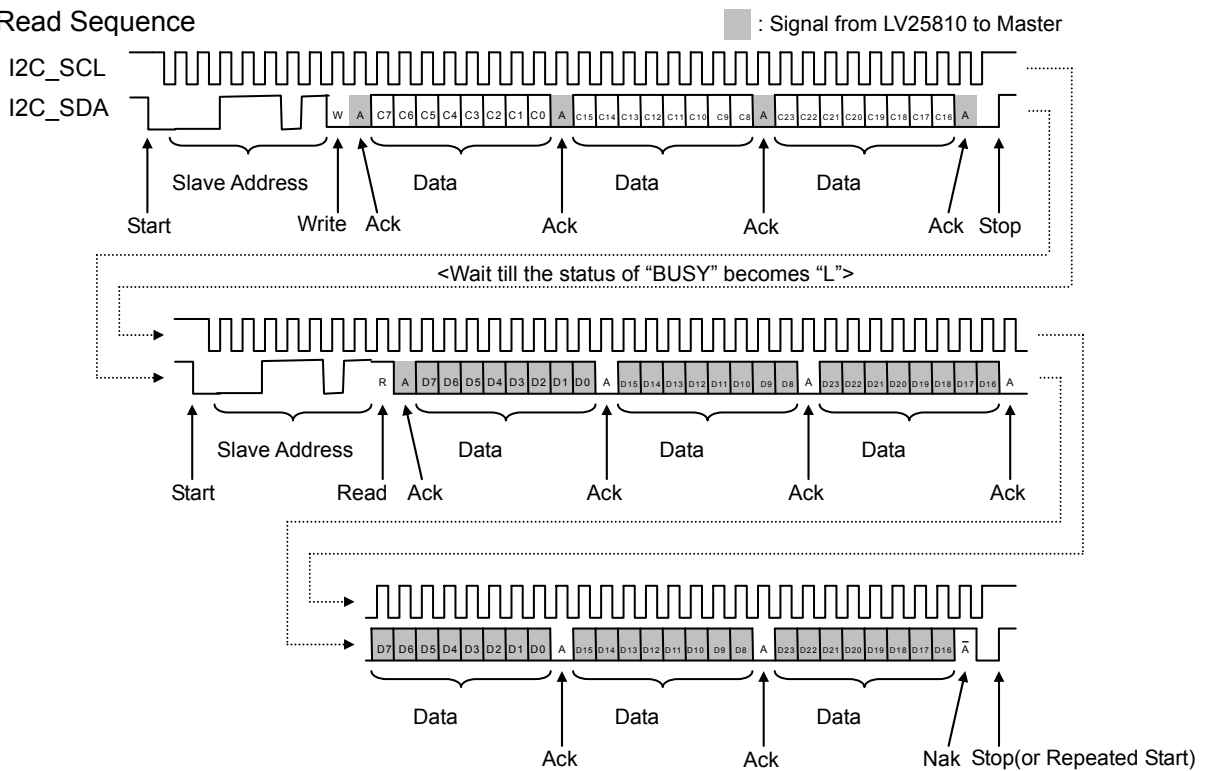 Read Sequence
: Signal from LV25810 to Master
I2C_SCL
I2C_SDA
W A C7 C6 C5 C4 C3 C2 C1 C0 A C15 C14 C13 C12 C11 C10 C9 C8 A C23 C22 C21 C20 C19 C18 C17 C16 A
Slave Address Data Data Data
Start Write Ack Ack Ack Ack Stop
<Wait till the status of “BUSY” becomes “L”>
R A D7 D6 D5 D4 D3 D2 D1 D0 A D15 D14 D13 D12 D11 D10 D9 D8 A D23 D22 D21 D20 D19 D18 D17 D16 A
Slave Address Data Data Data
Start Read Ack Ack Ack Ack
D7 D6 D5 D4 D3 D2 D1 D0 A D15 D14 D13 D12 D11 D10 D9 D8 A D23 D22 D21 D20 D19 D18 D17 D16 A̅
Data Data Data
Ack Ack Nak Stop(or Repeated Start)